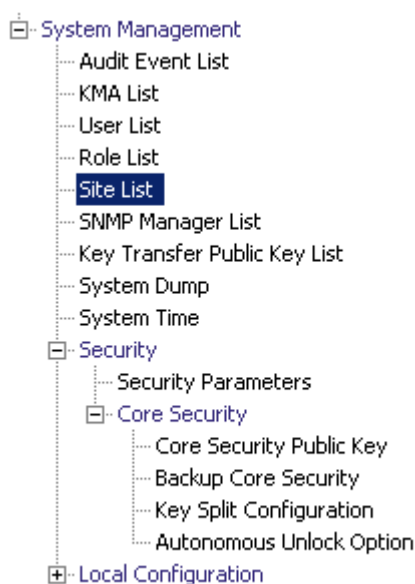 System Management
Audit Event List
KMA List
User List
Role List
Site List
SNMP Manager List
Key Transfer Public Key List
System Dump
System Time
Security
Security Parameters
Core Security
Core Security Public Key
Backup Core Security
Key Split Configuration
Autonomous Unlock Option
Local Configuration